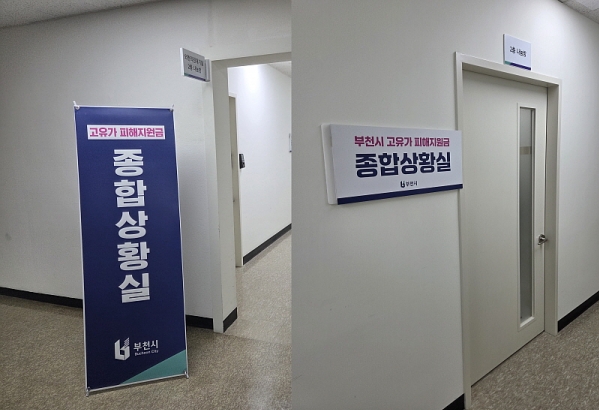 고유가 피해지원금
종합상황실
부천시
Bucheon City
부천시 고유가 피해지원금
종합상황실
부천시